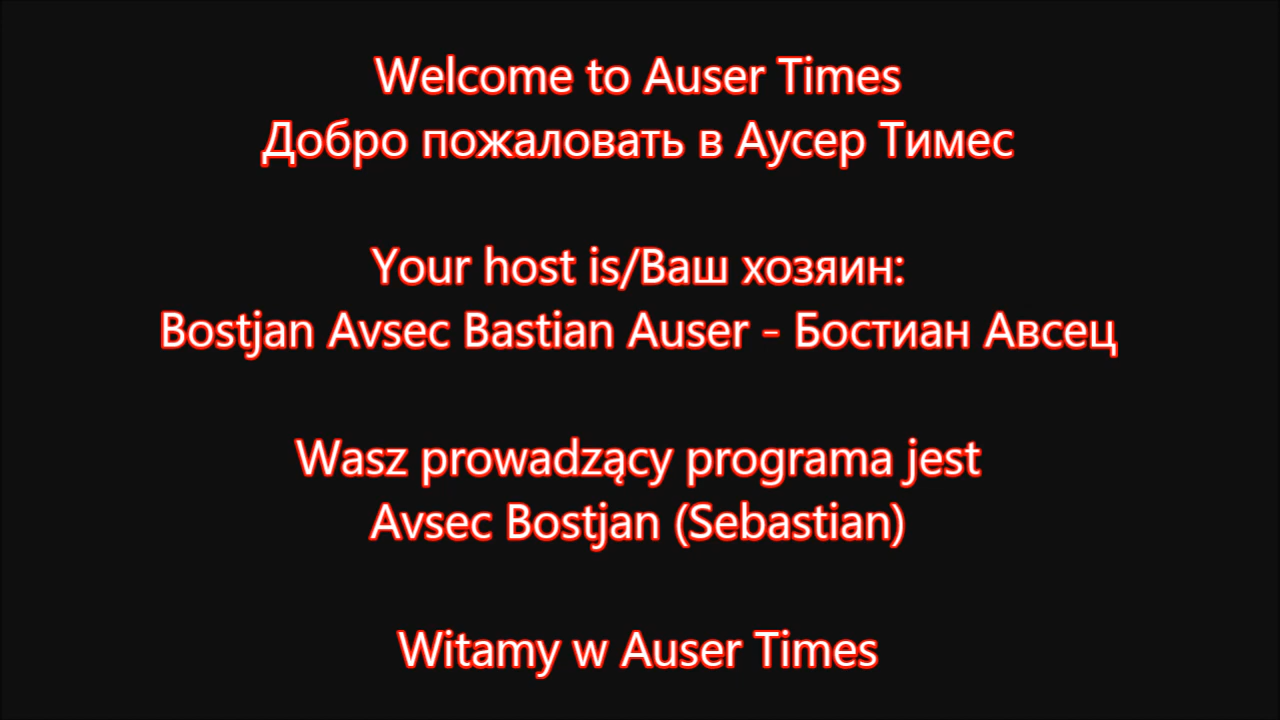 Welcome to Auser Times
Добро пожаловать в Аусер Тимес
Your host is/Ваш хозяин:
Bostjan Avsec Bastian Auser - Бостиан Авсец
Wasz prowadzący programa jest
Avsec Bostjan (Sebastian)
Witamy w Auser Times